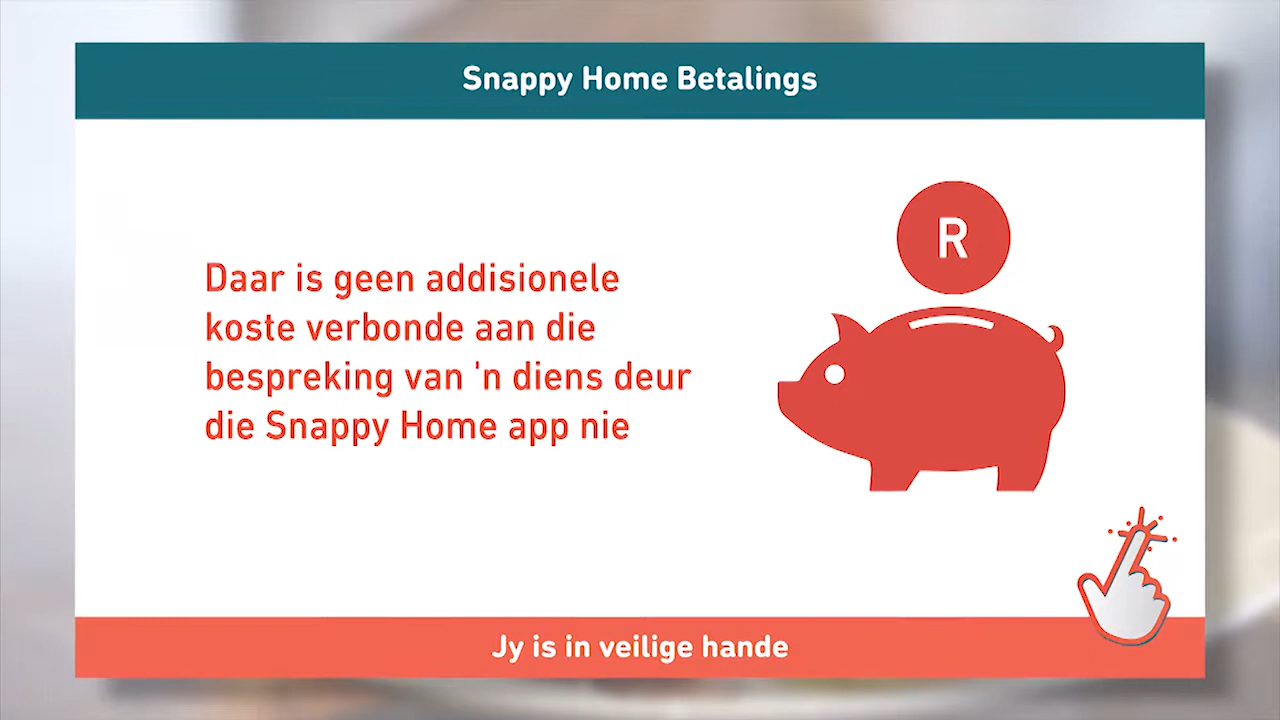 Snappy Home Betalings
R
Daar is geen addisionele
koste verbonde aan die
bespreking van 'n diens deur
die Snappy Home app nie
Jy is in veilige hande